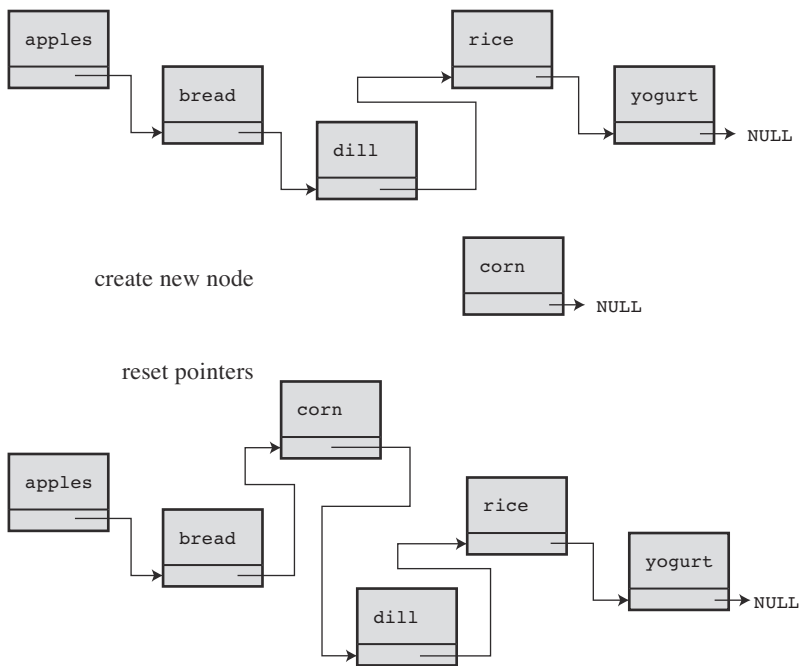 apples
bread
dill
rice
yogurt
NULL
create new node
corn
NULL
reset pointers
apples
bread
corn
dill
rice
yogurt
NULL